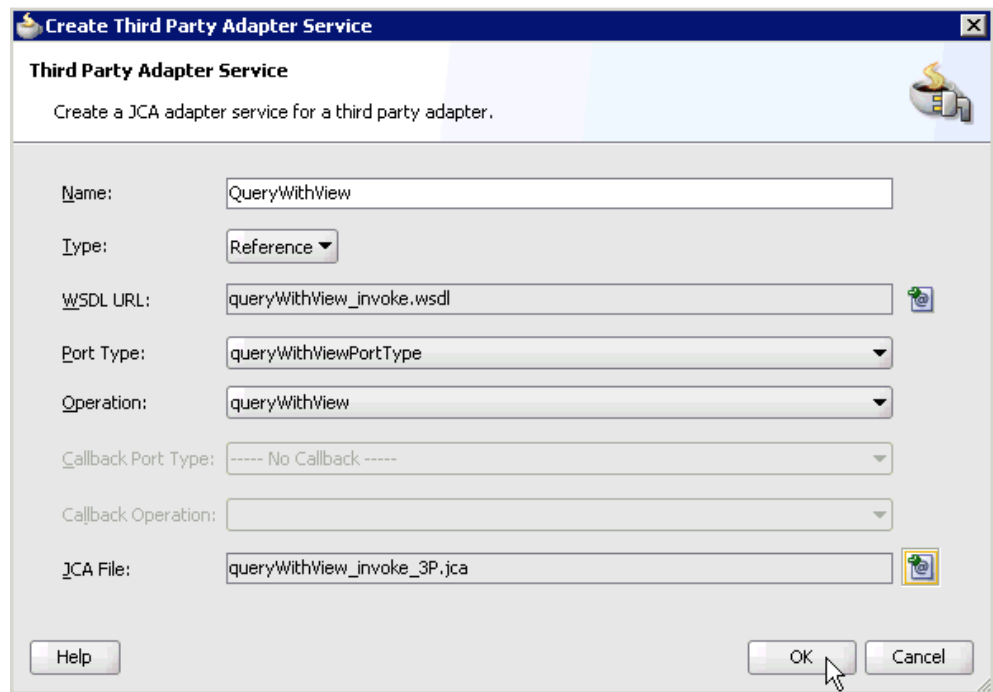 Create Third Party Adapter Service
Third Party Adapter Service
Create a JCA adapter service for a third party adapter.
Name: QueryWithView
Type: Reference
WSDL URL: queryWithView_invoke.wsdl
Port Type: queryWithViewPortType
Operation: queryWithView
Callback Port Type: ----- No Callback -----
Callback Operation:
JCA File: queryWithView_invoke_3P.jca
Help OK Cancel